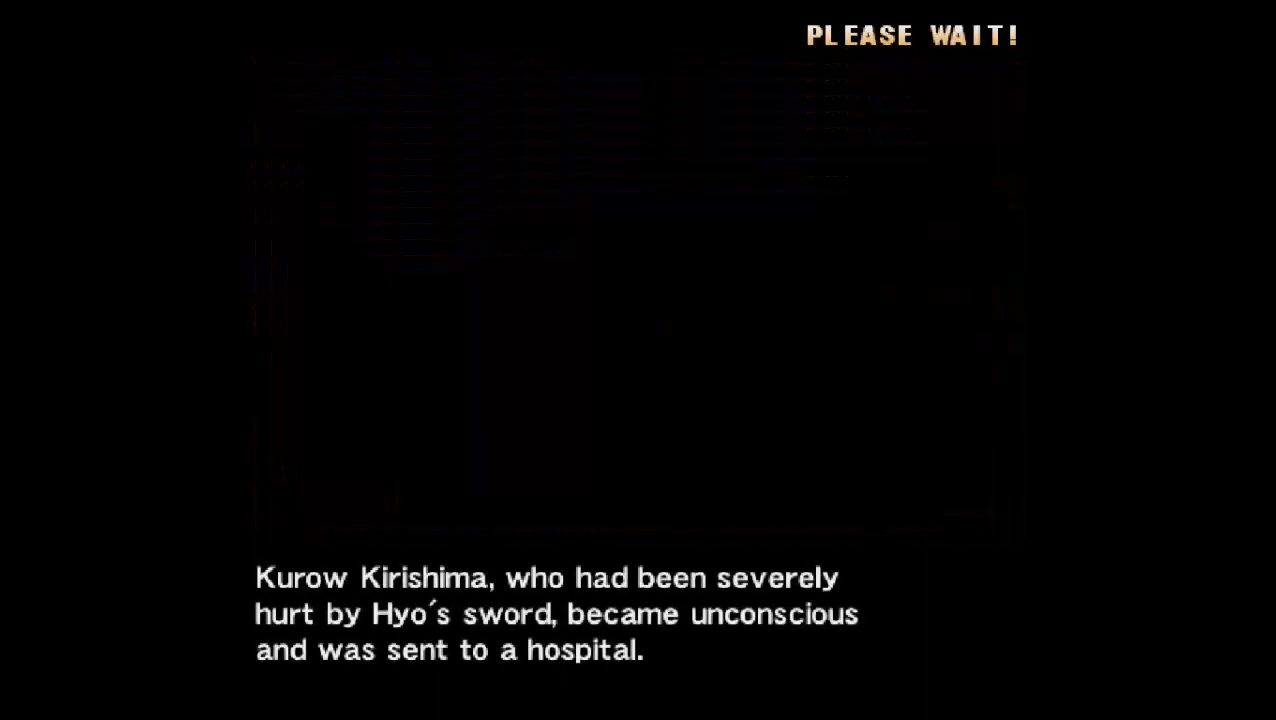 PLEASE WAIT!
Kurow Kirishima, who had been severely
hurt by Hyo´s sword, became unconscious
and was sent to a hospital.